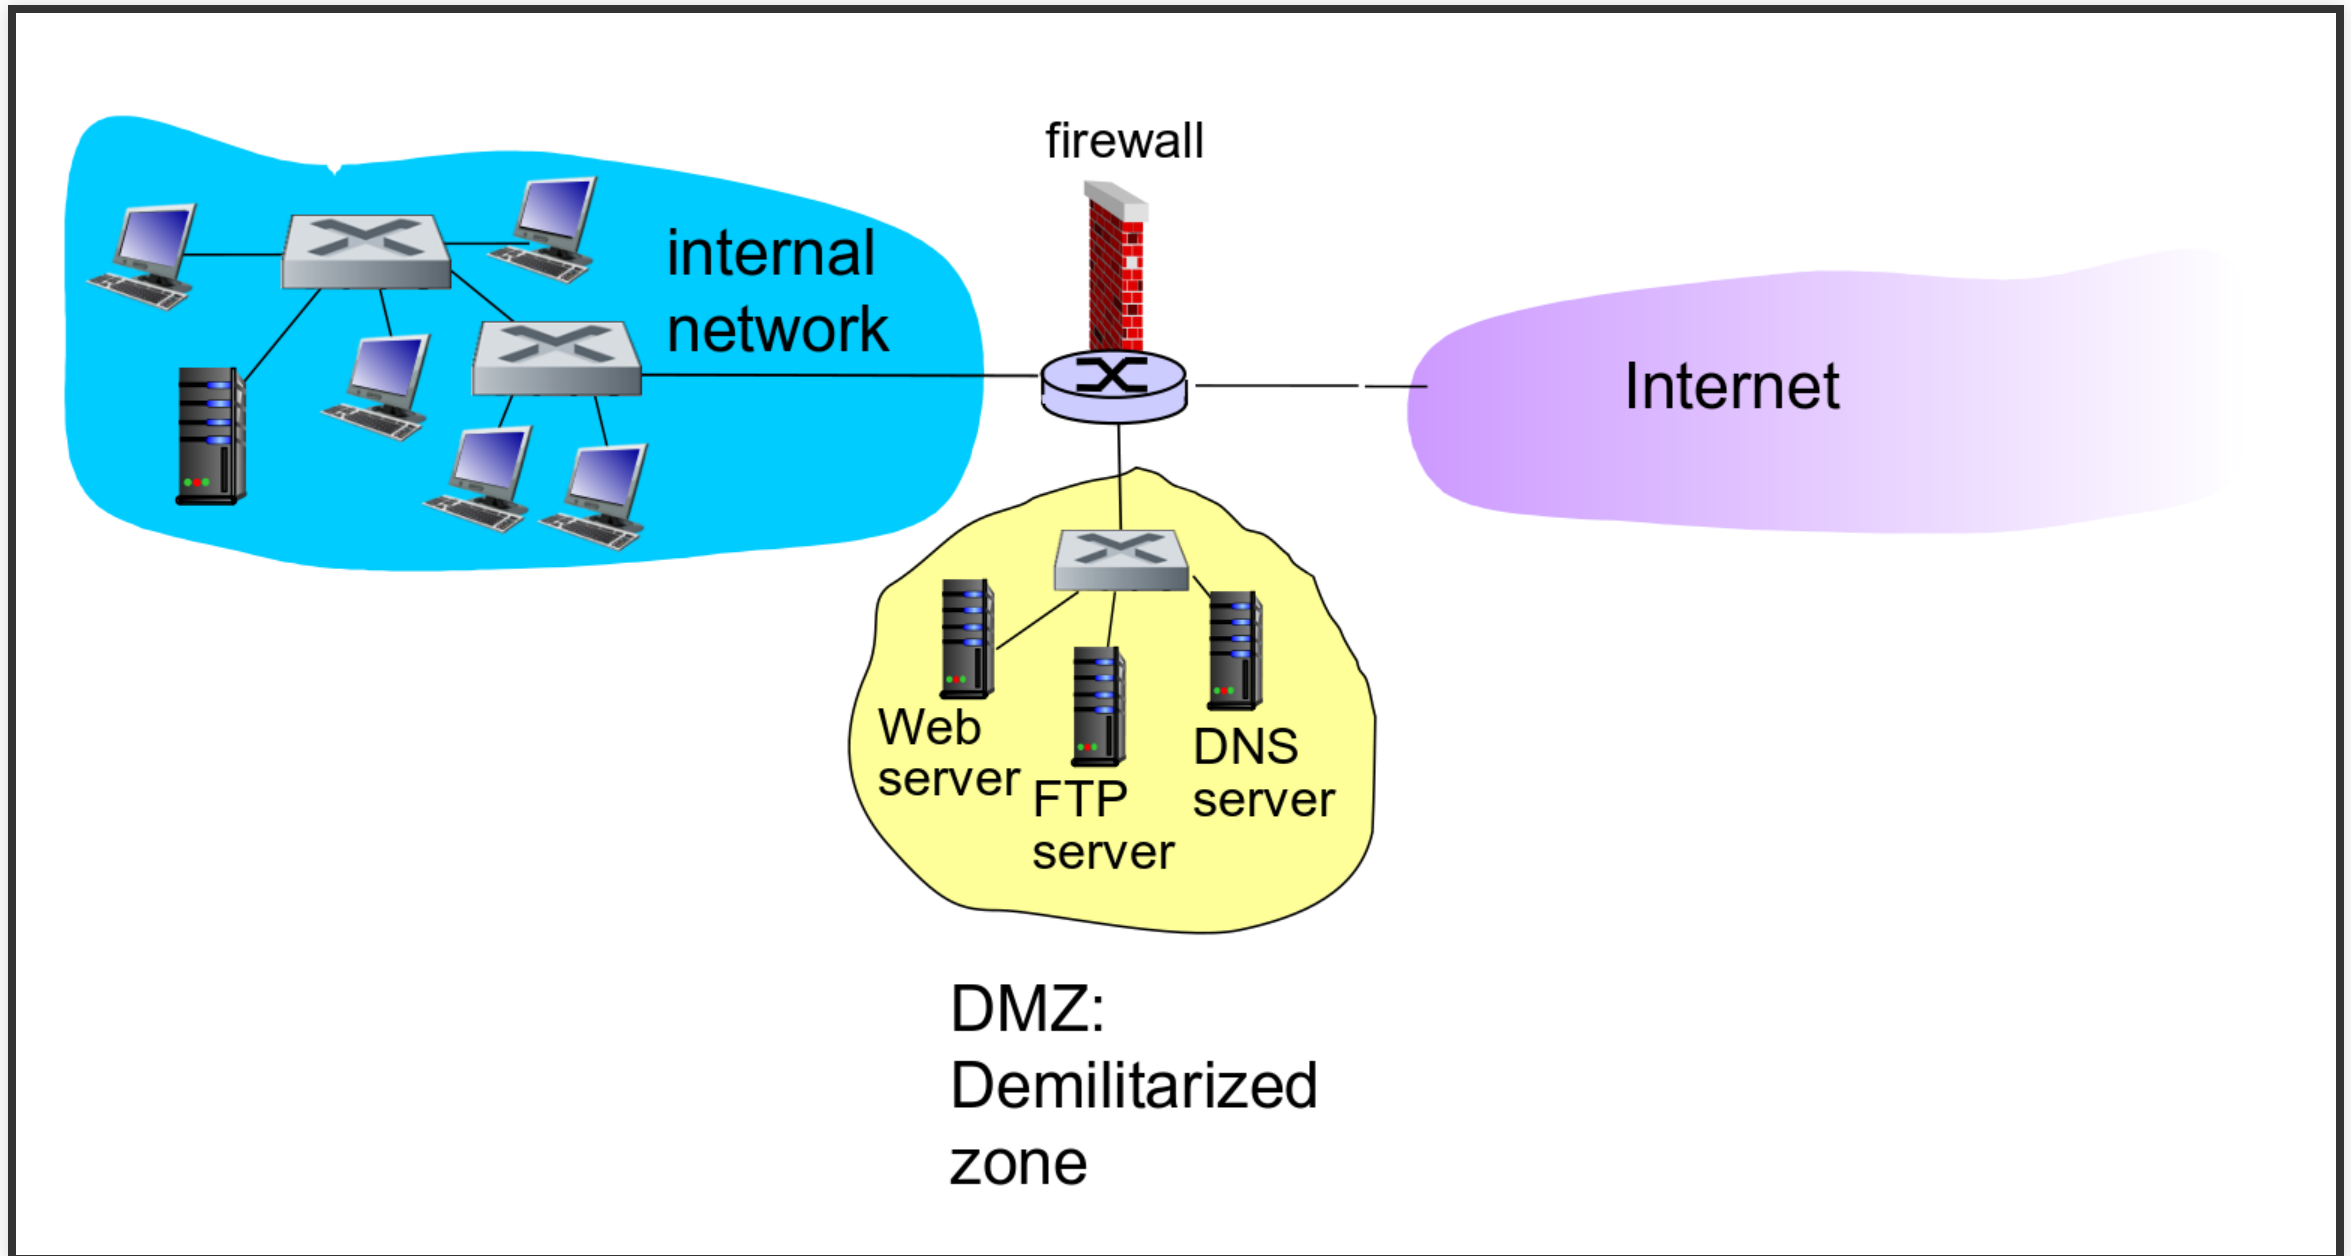 firewall
internal
network
Internet
Web
server
FTP
server
DNS
server
DMZ:
Demilitarized
zone